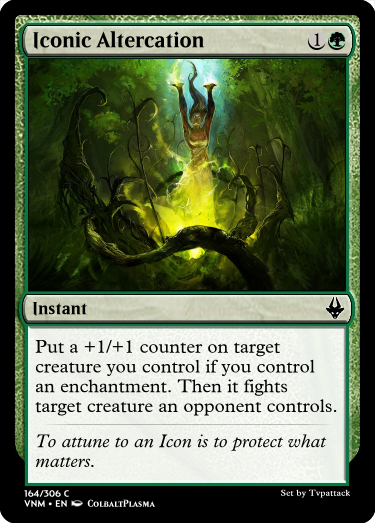 Iconic Altercation 1
Instant
Put a +1/+1 counter on target
creature you control if you control
an enchantment. Then it fights
target creature an opponent controls.
To attune to an Icon is to protect what
matters.
164/306 C Set by Tvpattack
VNM • EN ColbaltPlasma